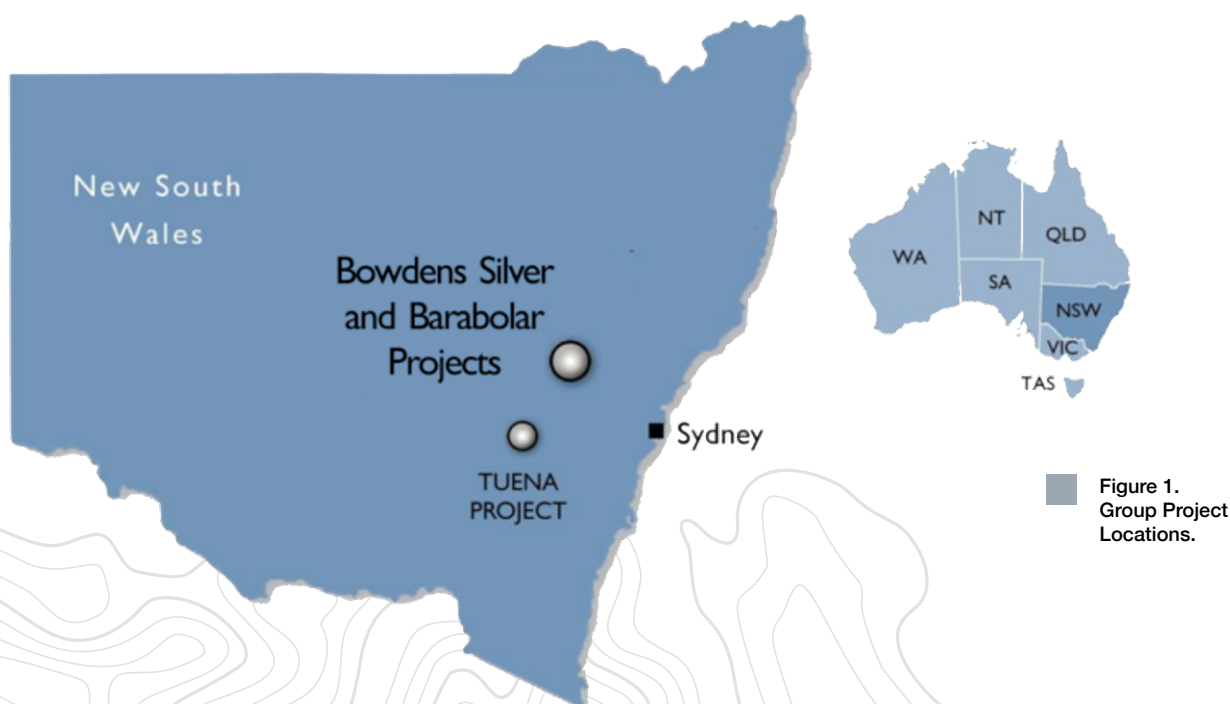 New South
Wales
Bowdens Silver
and Barabolar
Projects
TUENA
PROJECT
Sydney
WA
NT
QLD
SA
NSW
VIC
TAS
Figure 1.
Group Project
Locations.